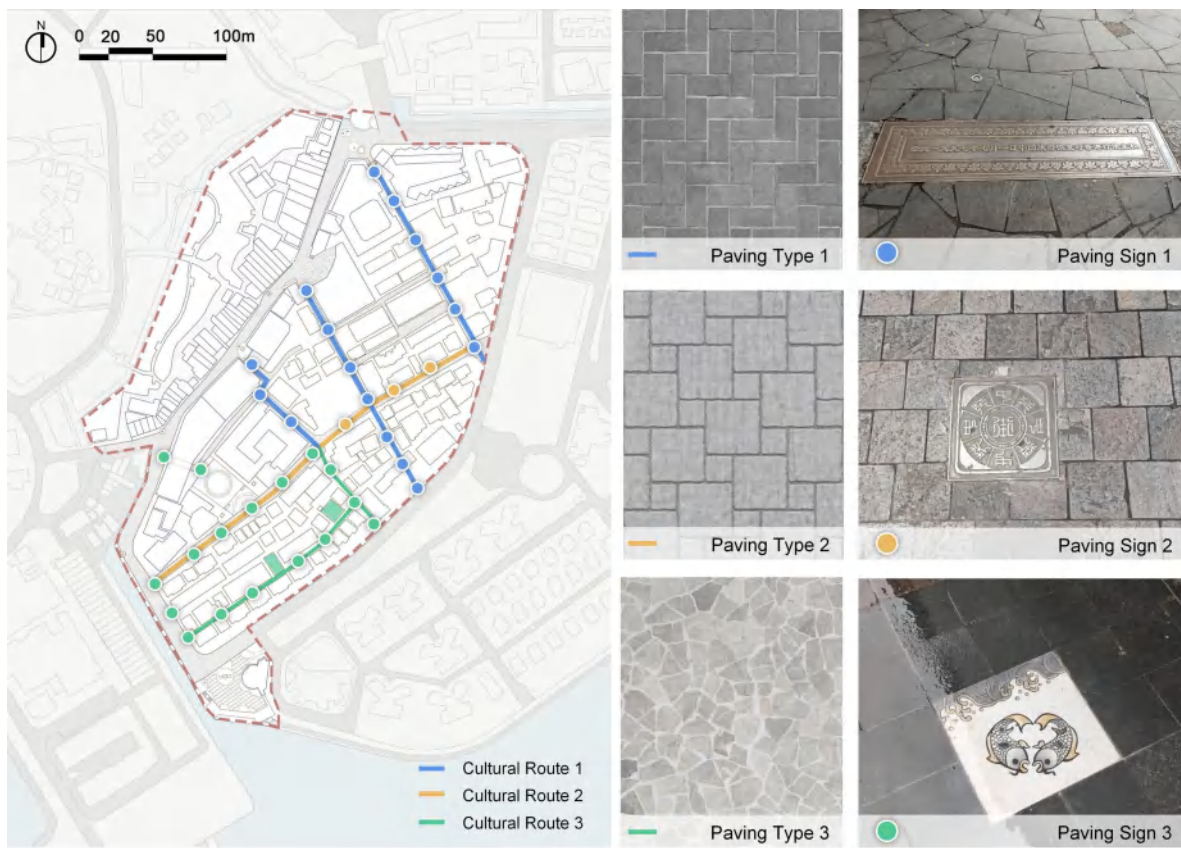 N
0 20 50 100m
Cultural Route 1
Cultural Route 2
Cultural Route 3
Paving Type 1
Paving Sign 1
Paving Type 2
Paving Sign 2
Paving Type 3
Paving Sign 3